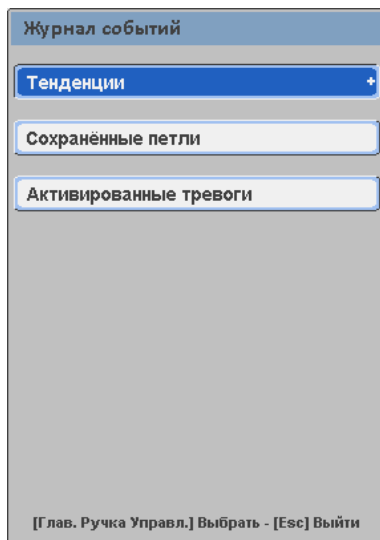 Журнал событий
Тенденции +
Сохранённые петли
Активированные тревоги
[Глав. Ручка Управл.] Выбрать - [Esc] Выйти